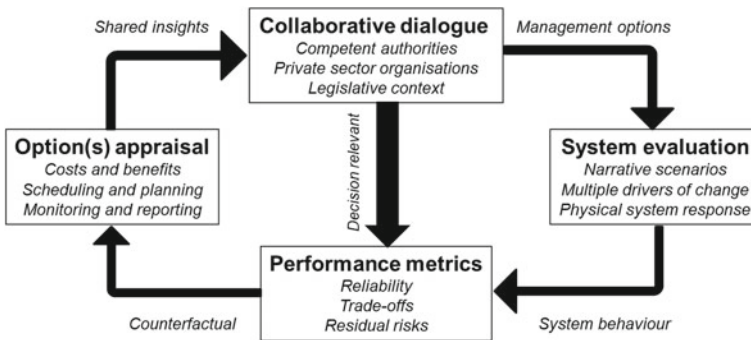 Shared insights
Collaborative dialogue
Competent authorities
Private sector organisations
Legislative context
Management options
Option(s) appraisal
Costs and benefits
Scheduling and planning
Monitoring and reporting
Decision relevant
System evaluation
Narrative scenarios
Multiple drivers of change
Physical system response
Performance metrics
Reliability
Trade-offs
Residual risks
Counterfactual
System behaviour